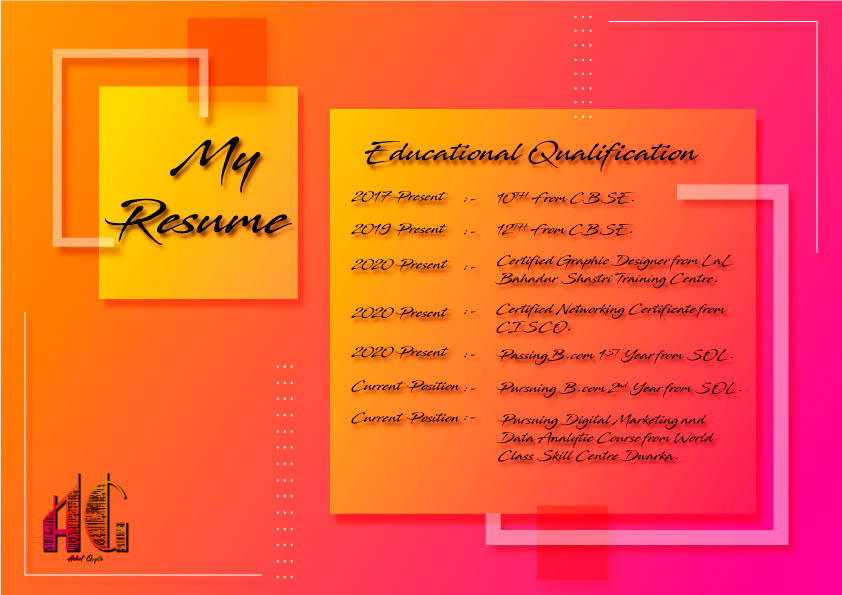 My
Resume
Educational Qualification
2017-Present :- 10TH from C.B.S.E.
2019-Present :- 12TH from C.B.S.E.
2020-Present :- Certified Graphic Designer from LaL
Bahadur Shastri Training Centre.
2020-Present :- Certified Networking Certificate from
C.I.S.C.O.
2020-Present :- Passing B.com 1ST Year from SOL.
Current Position :- Pursuing B.com 2nd Year from SOL.
Current Position :- Pursuing Digital Marketing and
Data Analytic Course from World
Class Skill Centre Dwarka.
AG